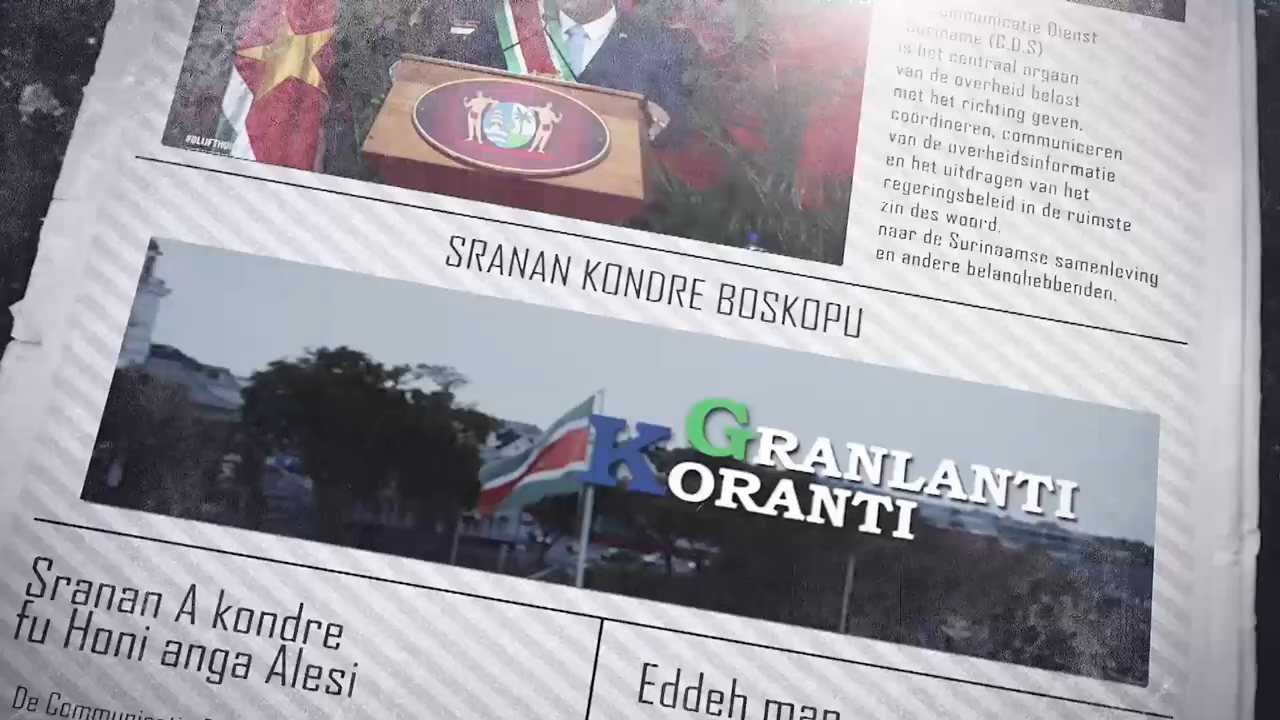 Communicatie Dienst
Suriname (C.D.S)
is het centraal orgaan
van de overheid belast
met het richting geven,
coördineren, communiceren
van de overheidsinformatie
en het uitdragen van het
regeringsbeleid in de ruimste
zin des woord,
naar de Surinaamse samenleving
en andere belanghebbenden.
SRANAN KONDRE BOSKOPU
GRANLANTI
KORANTI
Sranan A kondre
fu Honi anga Alesi
De
Eddeh man